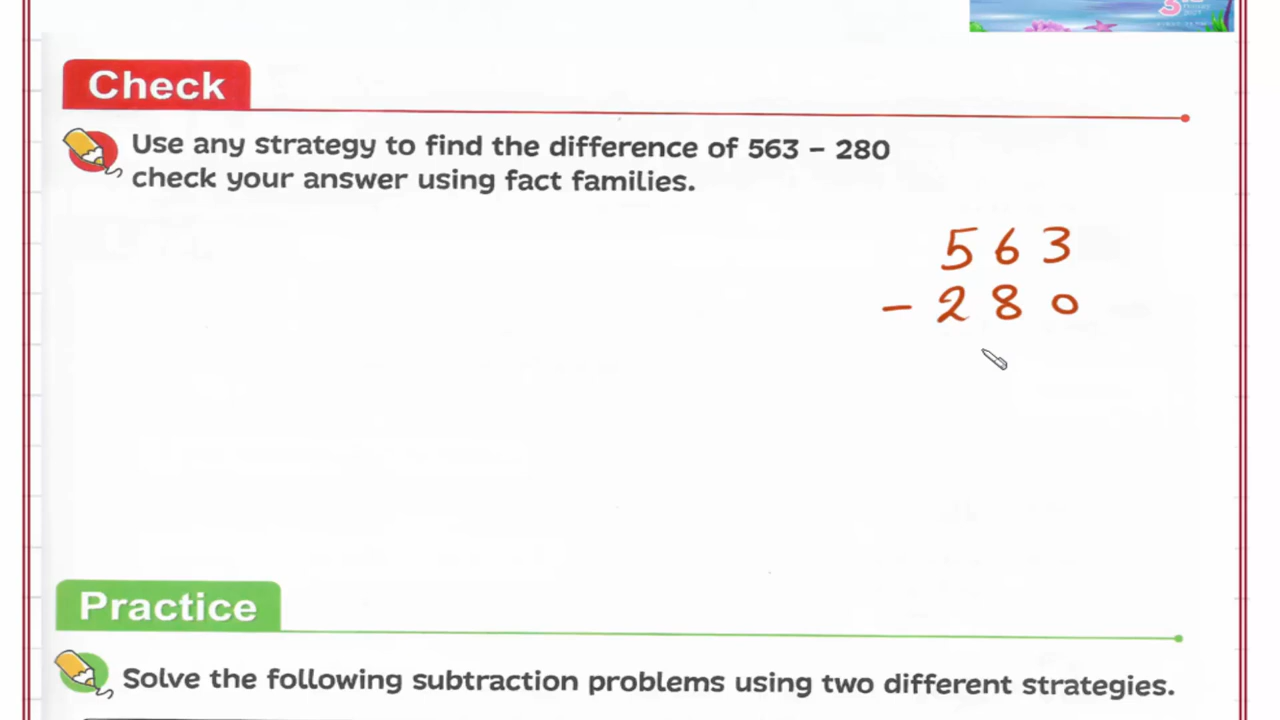 Check
Use any strategy to find the difference of 563 – 280
check your answer using fact families.
5 6 3
– 2 8 0
Practice
Solve the following subtraction problems using two different strategies.